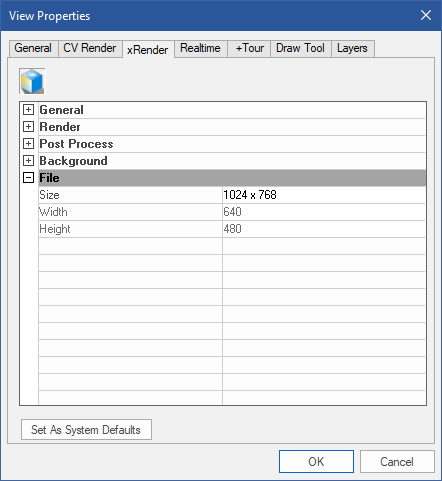 View Properties
General CV Render xRender Realtime +Tour Draw Tool Layers
General
Render
Post Process
Background
File
Size 1024 x 768
Width 640
Height 480
Set As System Defaults
OK Cancel